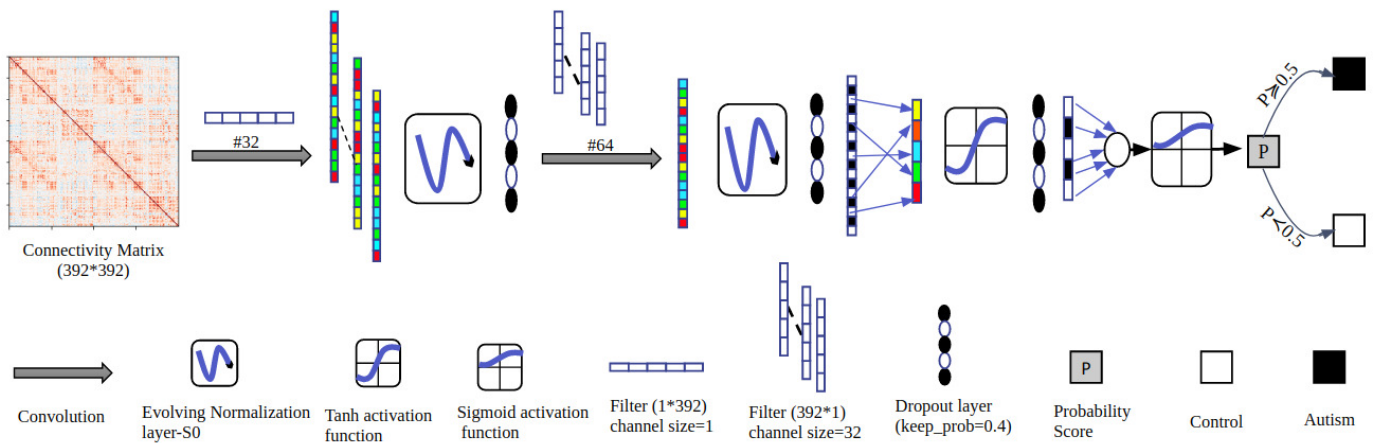 #32
#64
P⩾0.5
P
P<0.5
Connectivity Matrix
(392*392)
P
Convolution
Evolving Normalization
layer-S0
Tanh activation
function
Sigmoid activation
function
Filter (1*392)
channel size=1
Filter (392*1)
channel size=32
Dropout layer
(keep_prob=0.4)
Probability
Score
Control
Autism